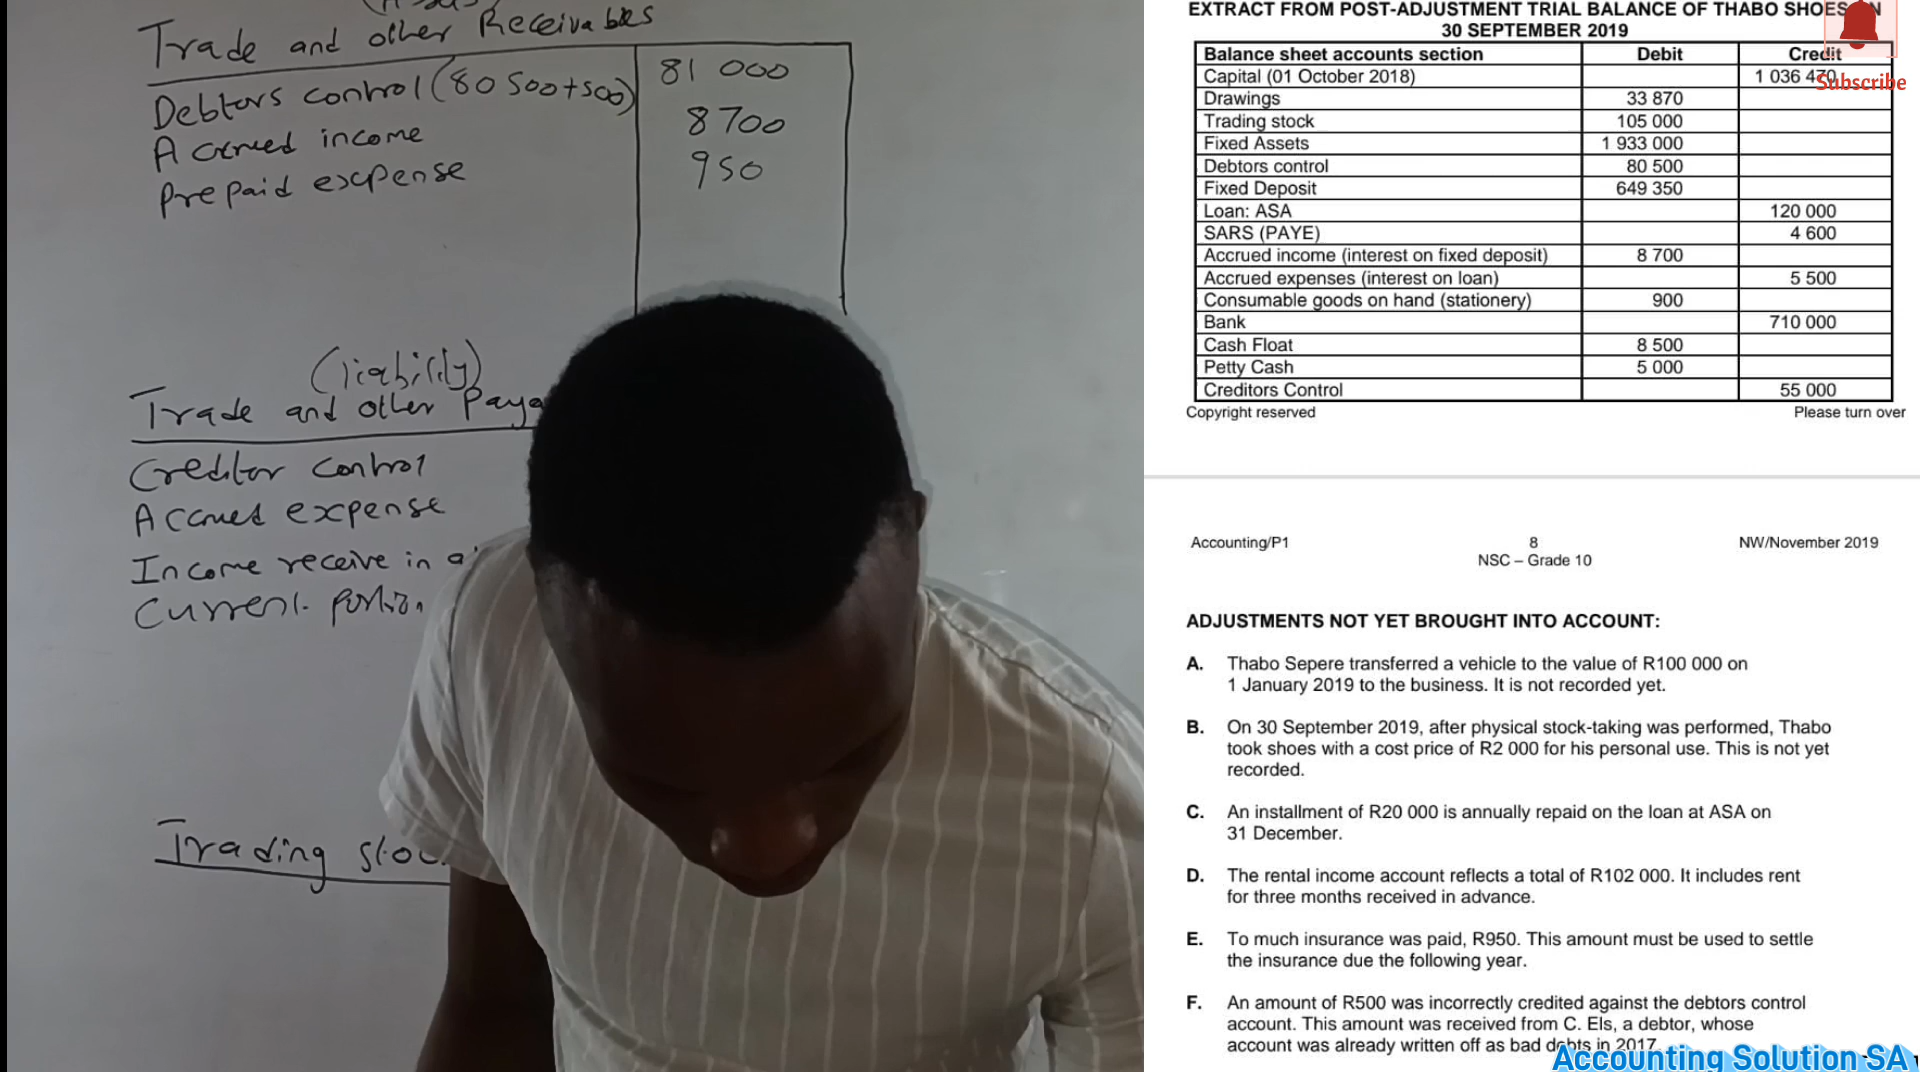 Trade and other Receivables
Debtors control (80 500+500) 81 000
Accrued income 8 700
Prepaid expense 950
(liability)
Trade and other
Creditor control
Accrued expense
Income receive in
Current portion
Trading
EXTRACT FROM POST-ADJUSTMENT TRIAL BALANCE OF THABO SHOES
30 SEPTEMBER 2019
Balance sheet accounts section Debit Credit
Capital (01 October 2018) 1 036 470
Subscribe
Drawings 33 870
Trading stock 105 000
Fixed Assets 1 933 000
Debtors control 80 500
Fixed Deposit 649 350
Loan: ASA 120 000
SARS (PAYE) 4 600
Accrued income (interest on fixed deposit) 8 700
Accrued expenses (interest on loan) 5 500
Consumable goods on hand (stationery) 900
Bank 710 000
Cash Float 8 500
Petty Cash 5 000
Creditors Control 55 000
Copyright reserved Please turn over
Accounting/P1 8 NW/November 2019
NSC – Grade 10
ADJUSTMENTS NOT YET BROUGHT INTO ACCOUNT:
A. Thabo Sepere transferred a vehicle to the value of R100 000 on
1 January 2019 to the business. It is not recorded yet.
B. On 30 September 2019, after physical stock-taking was performed, Thabo
took shoes with a cost price of R2 000 for his personal use. This is not yet
recorded.
C. An installment of R20 000 is annually repaid on the loan at ASA on
31 December.
D. The rental income account reflects a total of R102 000. It includes rent
for three months received in advance.
E. To much insurance was paid, R950. This amount must be used to settle
the insurance due the following year.
F. An amount of R500 was incorrectly credited against the debtors control
account. This amount was received from C. Els, a debtor, whose
account was already written off as bad debts in 2017.
Accounting Solution SA